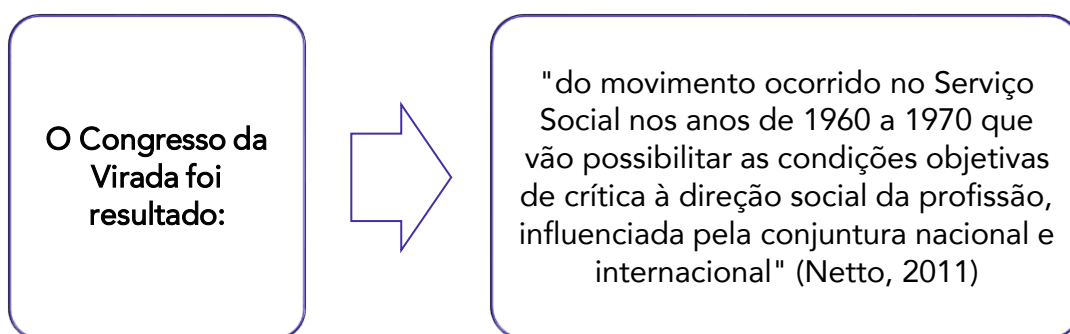 O Congresso da
Virada foi
resultado:
"do movimento ocorrido no Serviço
Social nos anos de 1960 a 1970 que
vão possibilitar as condições objetivas
de crítica à direção social da profissão,
influenciada pela conjuntura nacional e
internacional" (Netto, 2011)